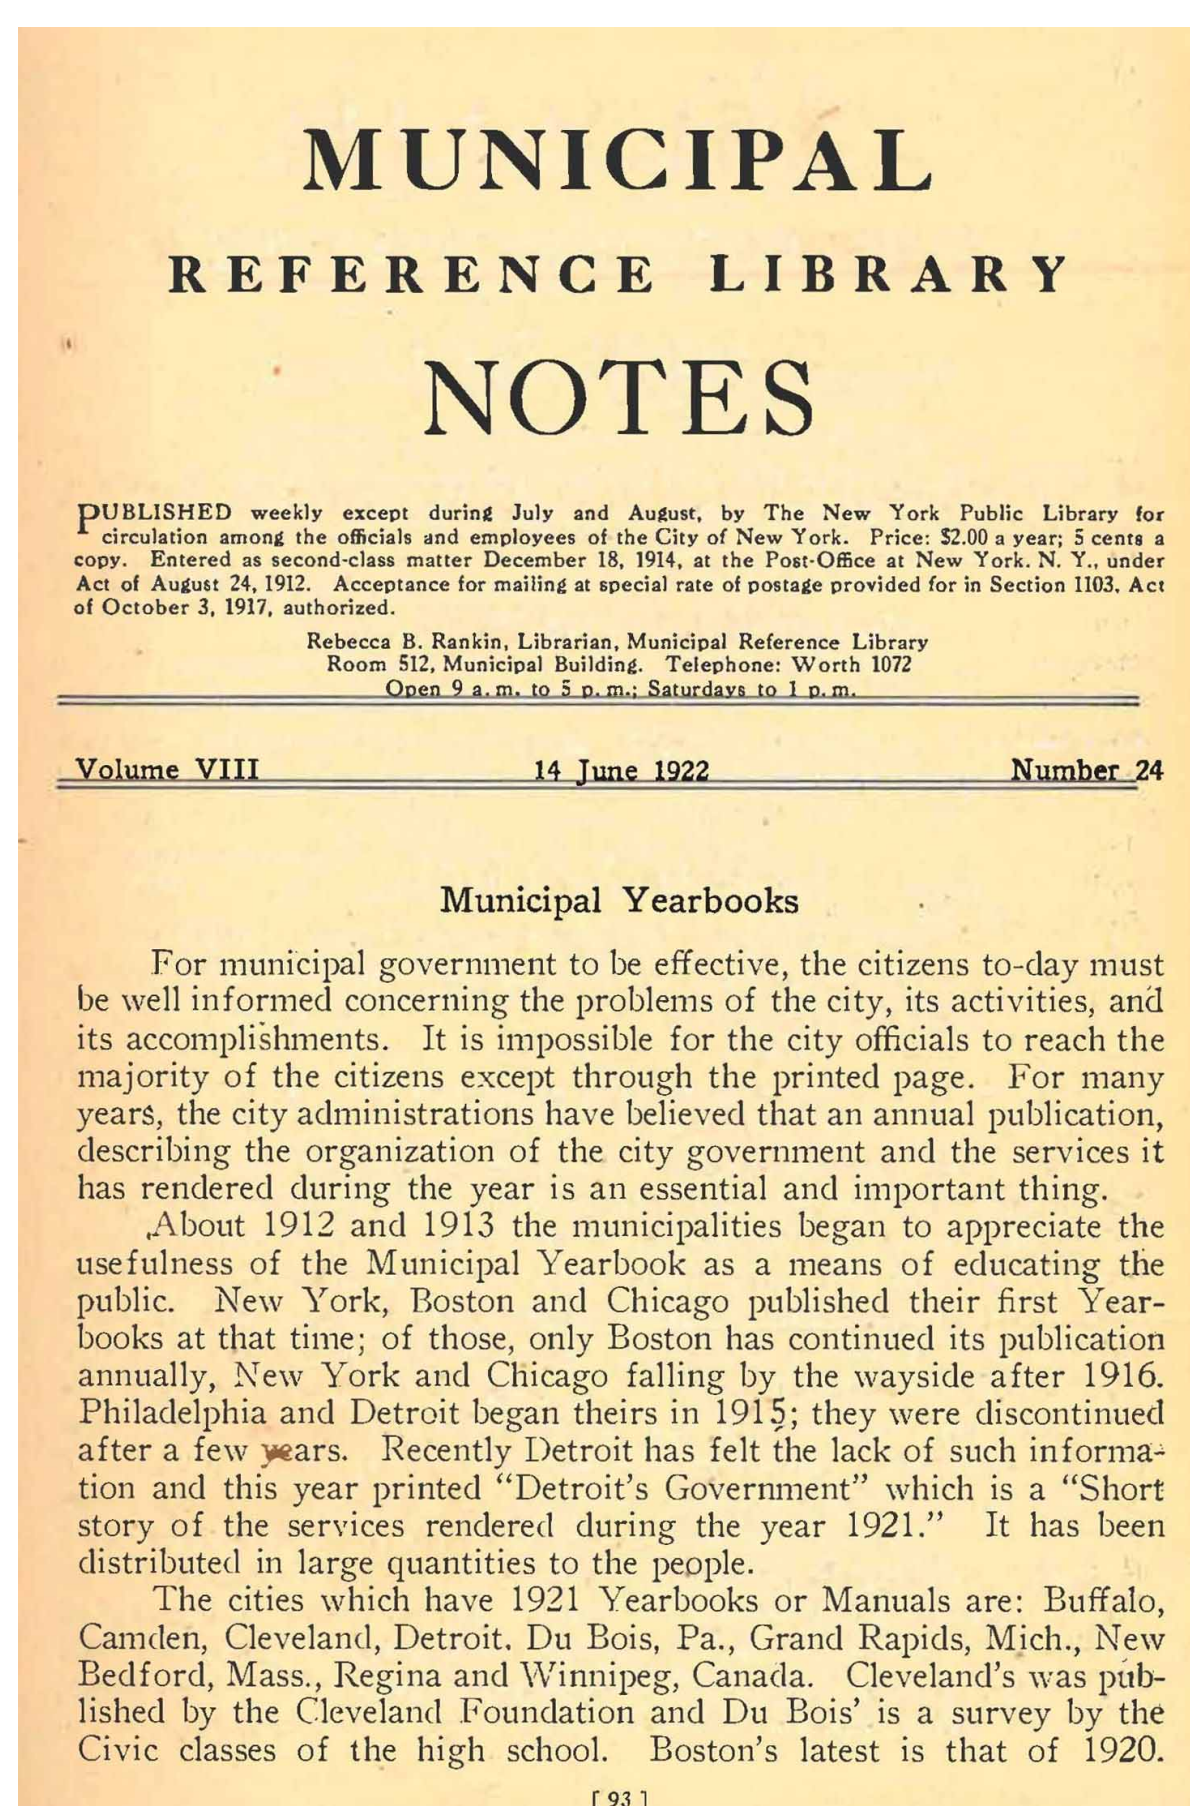 MUNICIPAL
REFERENCE LIBRARY
NOTES
PUBLISHED weekly except during July and August, by The New York Public Library for
circulation among the officials and employees of the City of New York. Price: $2.00 a year; 5 cents a
copy. Entered as second-class matter December 18, 1914, at the Post-Office at New York. N. Y., under
Act of August 24, 1912. Acceptance for mailing at special rate of postage provided for in Section 1103, Act
of October 3, 1917, authorized.
Rebecca B. Rankin, Librarian, Municipal Reference Library
Room 512, Municipal Building. Telephone: Worth 1072
Open 9 a. m. to 5 p. m.; Saturdays to 1 p. m.
Volume VIII 14 June 1922 Number 24
Municipal Yearbooks
For municipal government to be effective, the citizens to-day must
be well informed concerning the problems of the city, its activities, and
its accomplishments. It is impossible for the city officials to reach the
majority of the citizens except through the printed page. For many
years, the city administrations have believed that an annual publication,
describing the organization of the city government and the services it
has rendered during the year is an essential and important thing.
About 1912 and 1913 the municipalities began to appreciate the
usefulness of the Municipal Yearbook as a means of educating the
public. New York, Boston and Chicago published their first Year-
books at that time; of those, only Boston has continued its publication
annually, New York and Chicago falling by the wayside after 1916.
Philadelphia and Detroit began theirs in 1915; they were discontinued
after a few years. Recently Detroit has felt the lack of such informa-
tion and this year printed "Detroit's Government" which is a "Short
story of the services rendered during the year 1921." It has been
distributed in large quantities to the people.
The cities which have 1921 Yearbooks or Manuals are: Buffalo,
Camden, Cleveland, Detroit. Du Bois, Pa., Grand Rapids, Mich., New
Bedford, Mass., Regina and Winnipeg, Canada. Cleveland's was pub-
lished by the Cleveland Foundation and Du Bois' is a survey by the
Civic classes of the high school. Boston's latest is that of 1920.
[ 93 ]